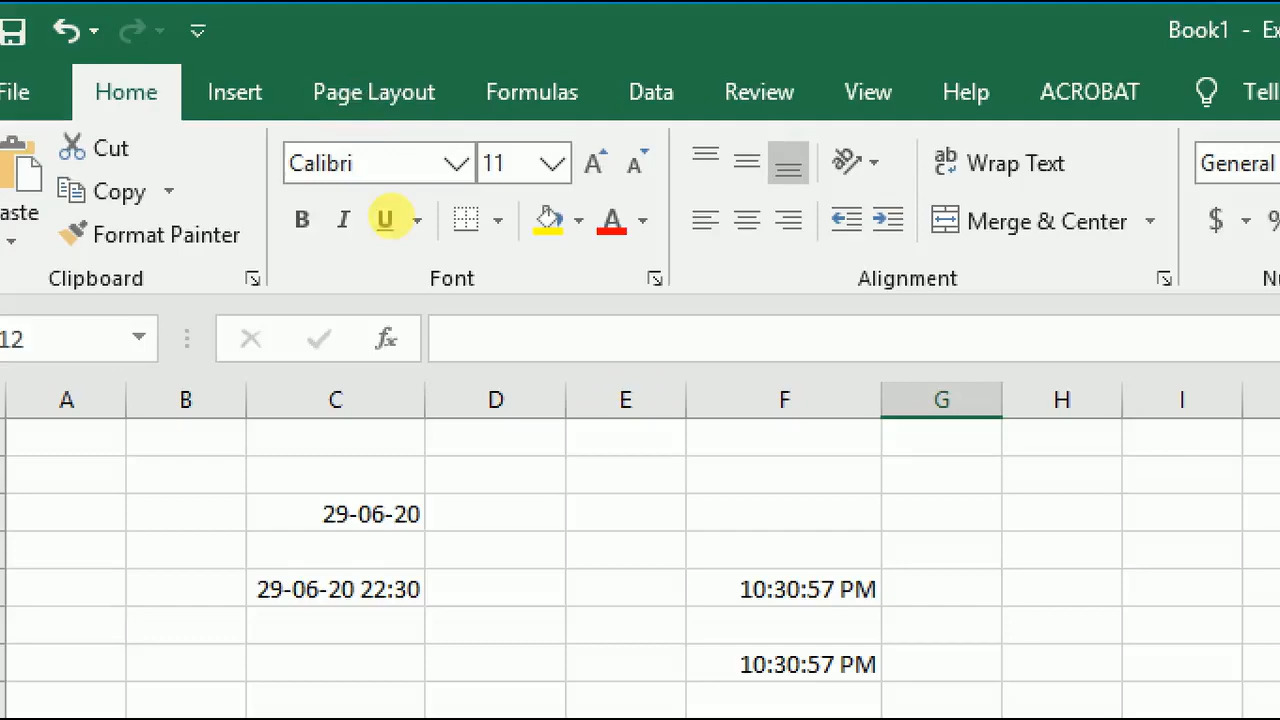 Book1 - Ex
File Home Insert Page Layout Formulas Data Review View Help ACROBAT Tell
Cut
Calibri 11 Wrap Text General
Copy
aste
B I U A Merge & Center $ %
Format Painter
Clipboard Font Alignment Nu
12 fx
A B C D E F G H I
29-06-20
29-06-20 22:30 10:30:57 PM
10:30:57 PM